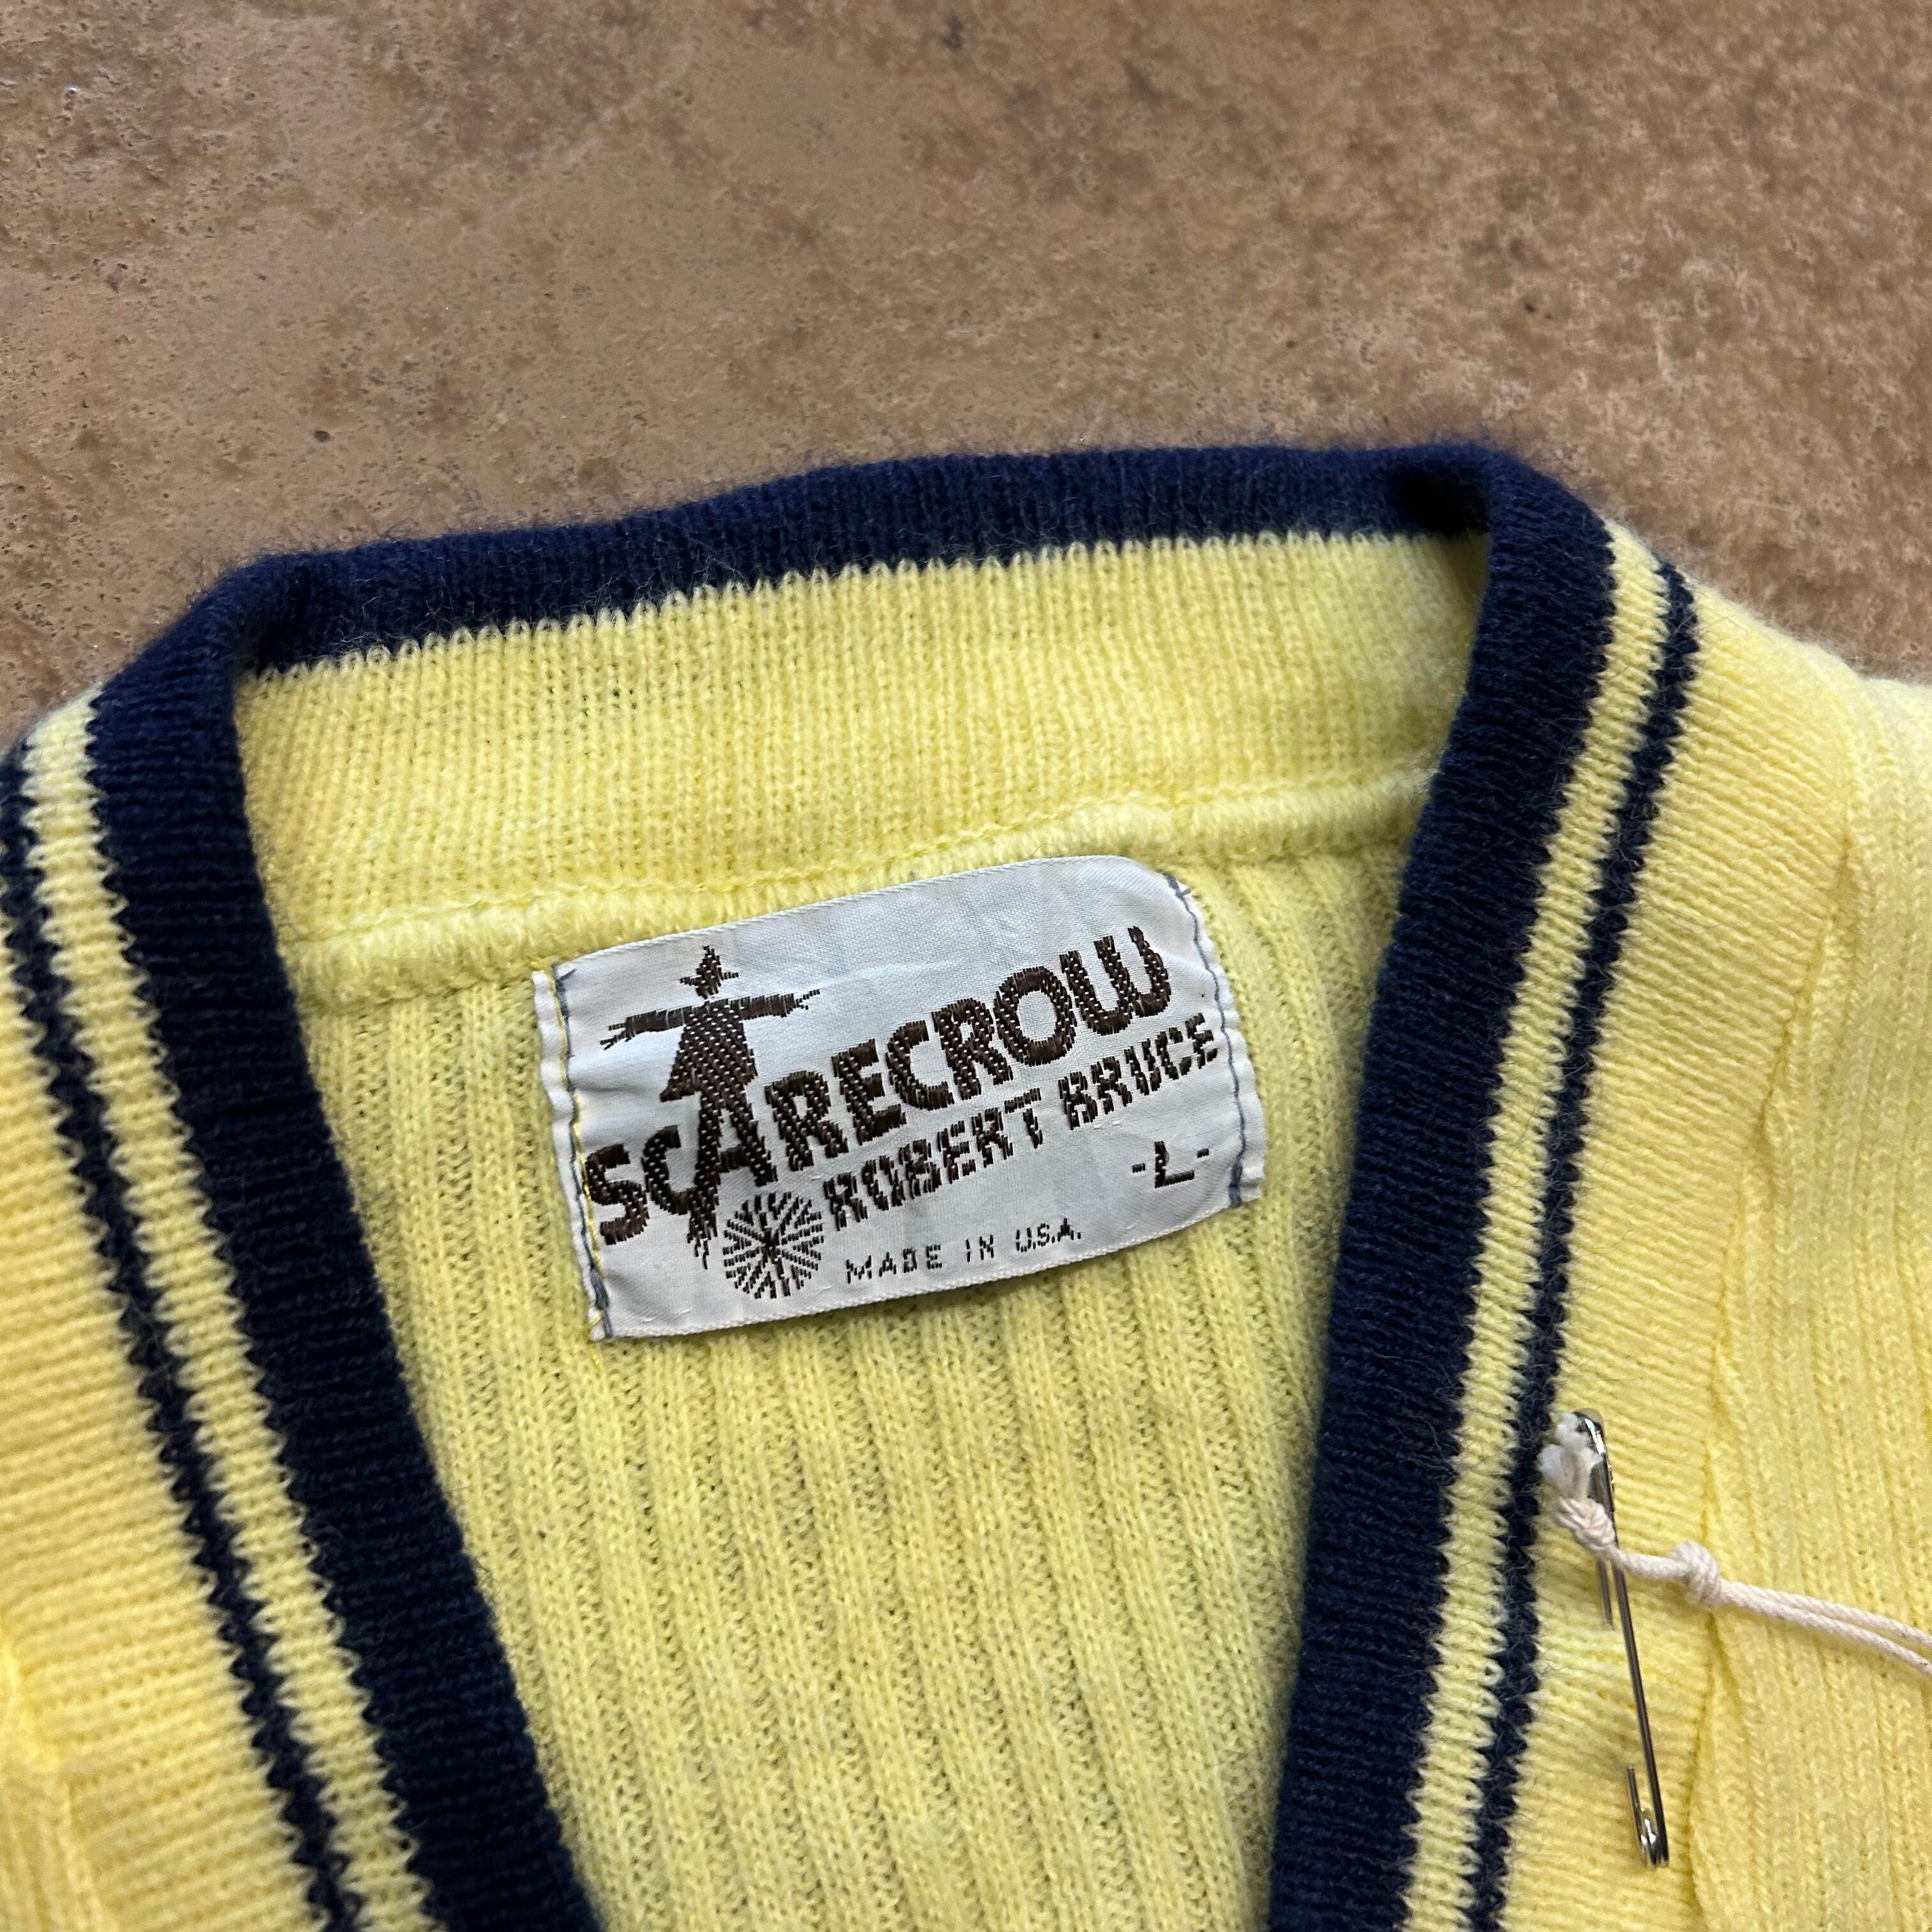 SCARECROW
ROBERT BRUCE
-L-
MADE IN U.S.A.